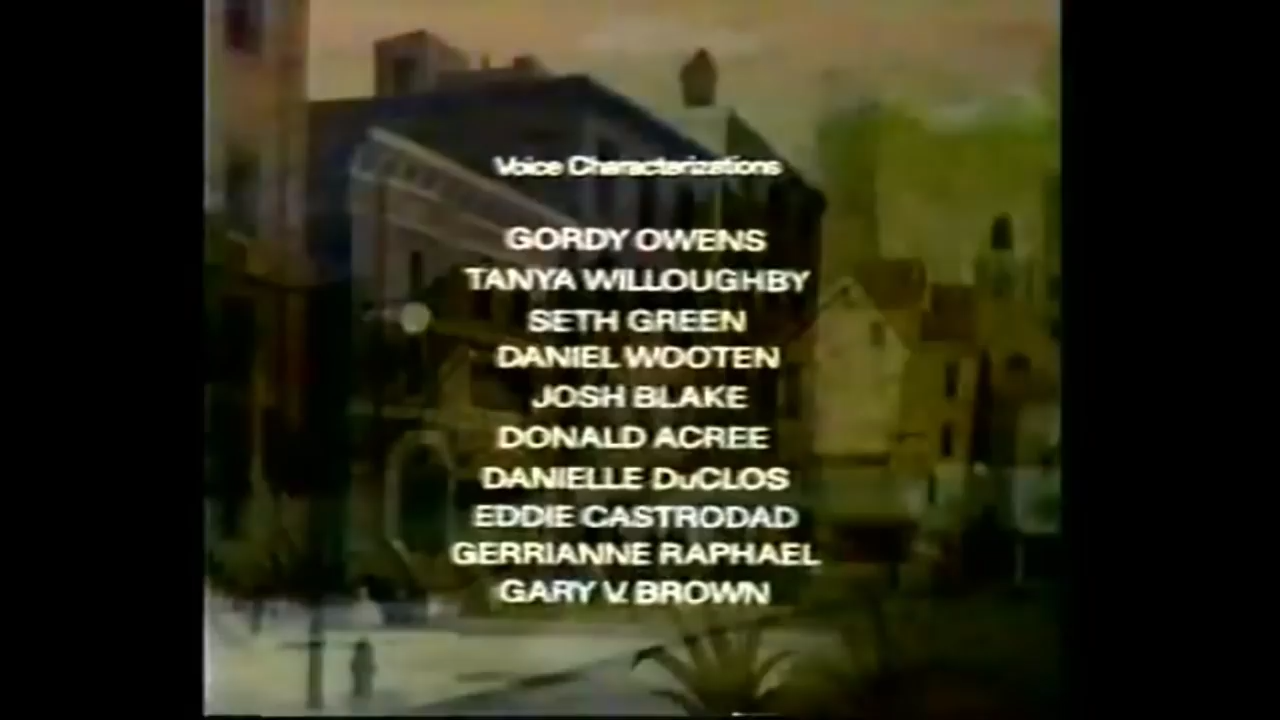 Voice Characterizations
GORDY OWENS
TANYA WILLOUGHBY
SETH GREEN
DANIEL WOOTEN
JOSH BLAKE
DONALD ACREE
DANIELLE DuCLOS
EDDIE CASTRODAD
GERRIANNE RAPHAEL
GARY V. BROWN